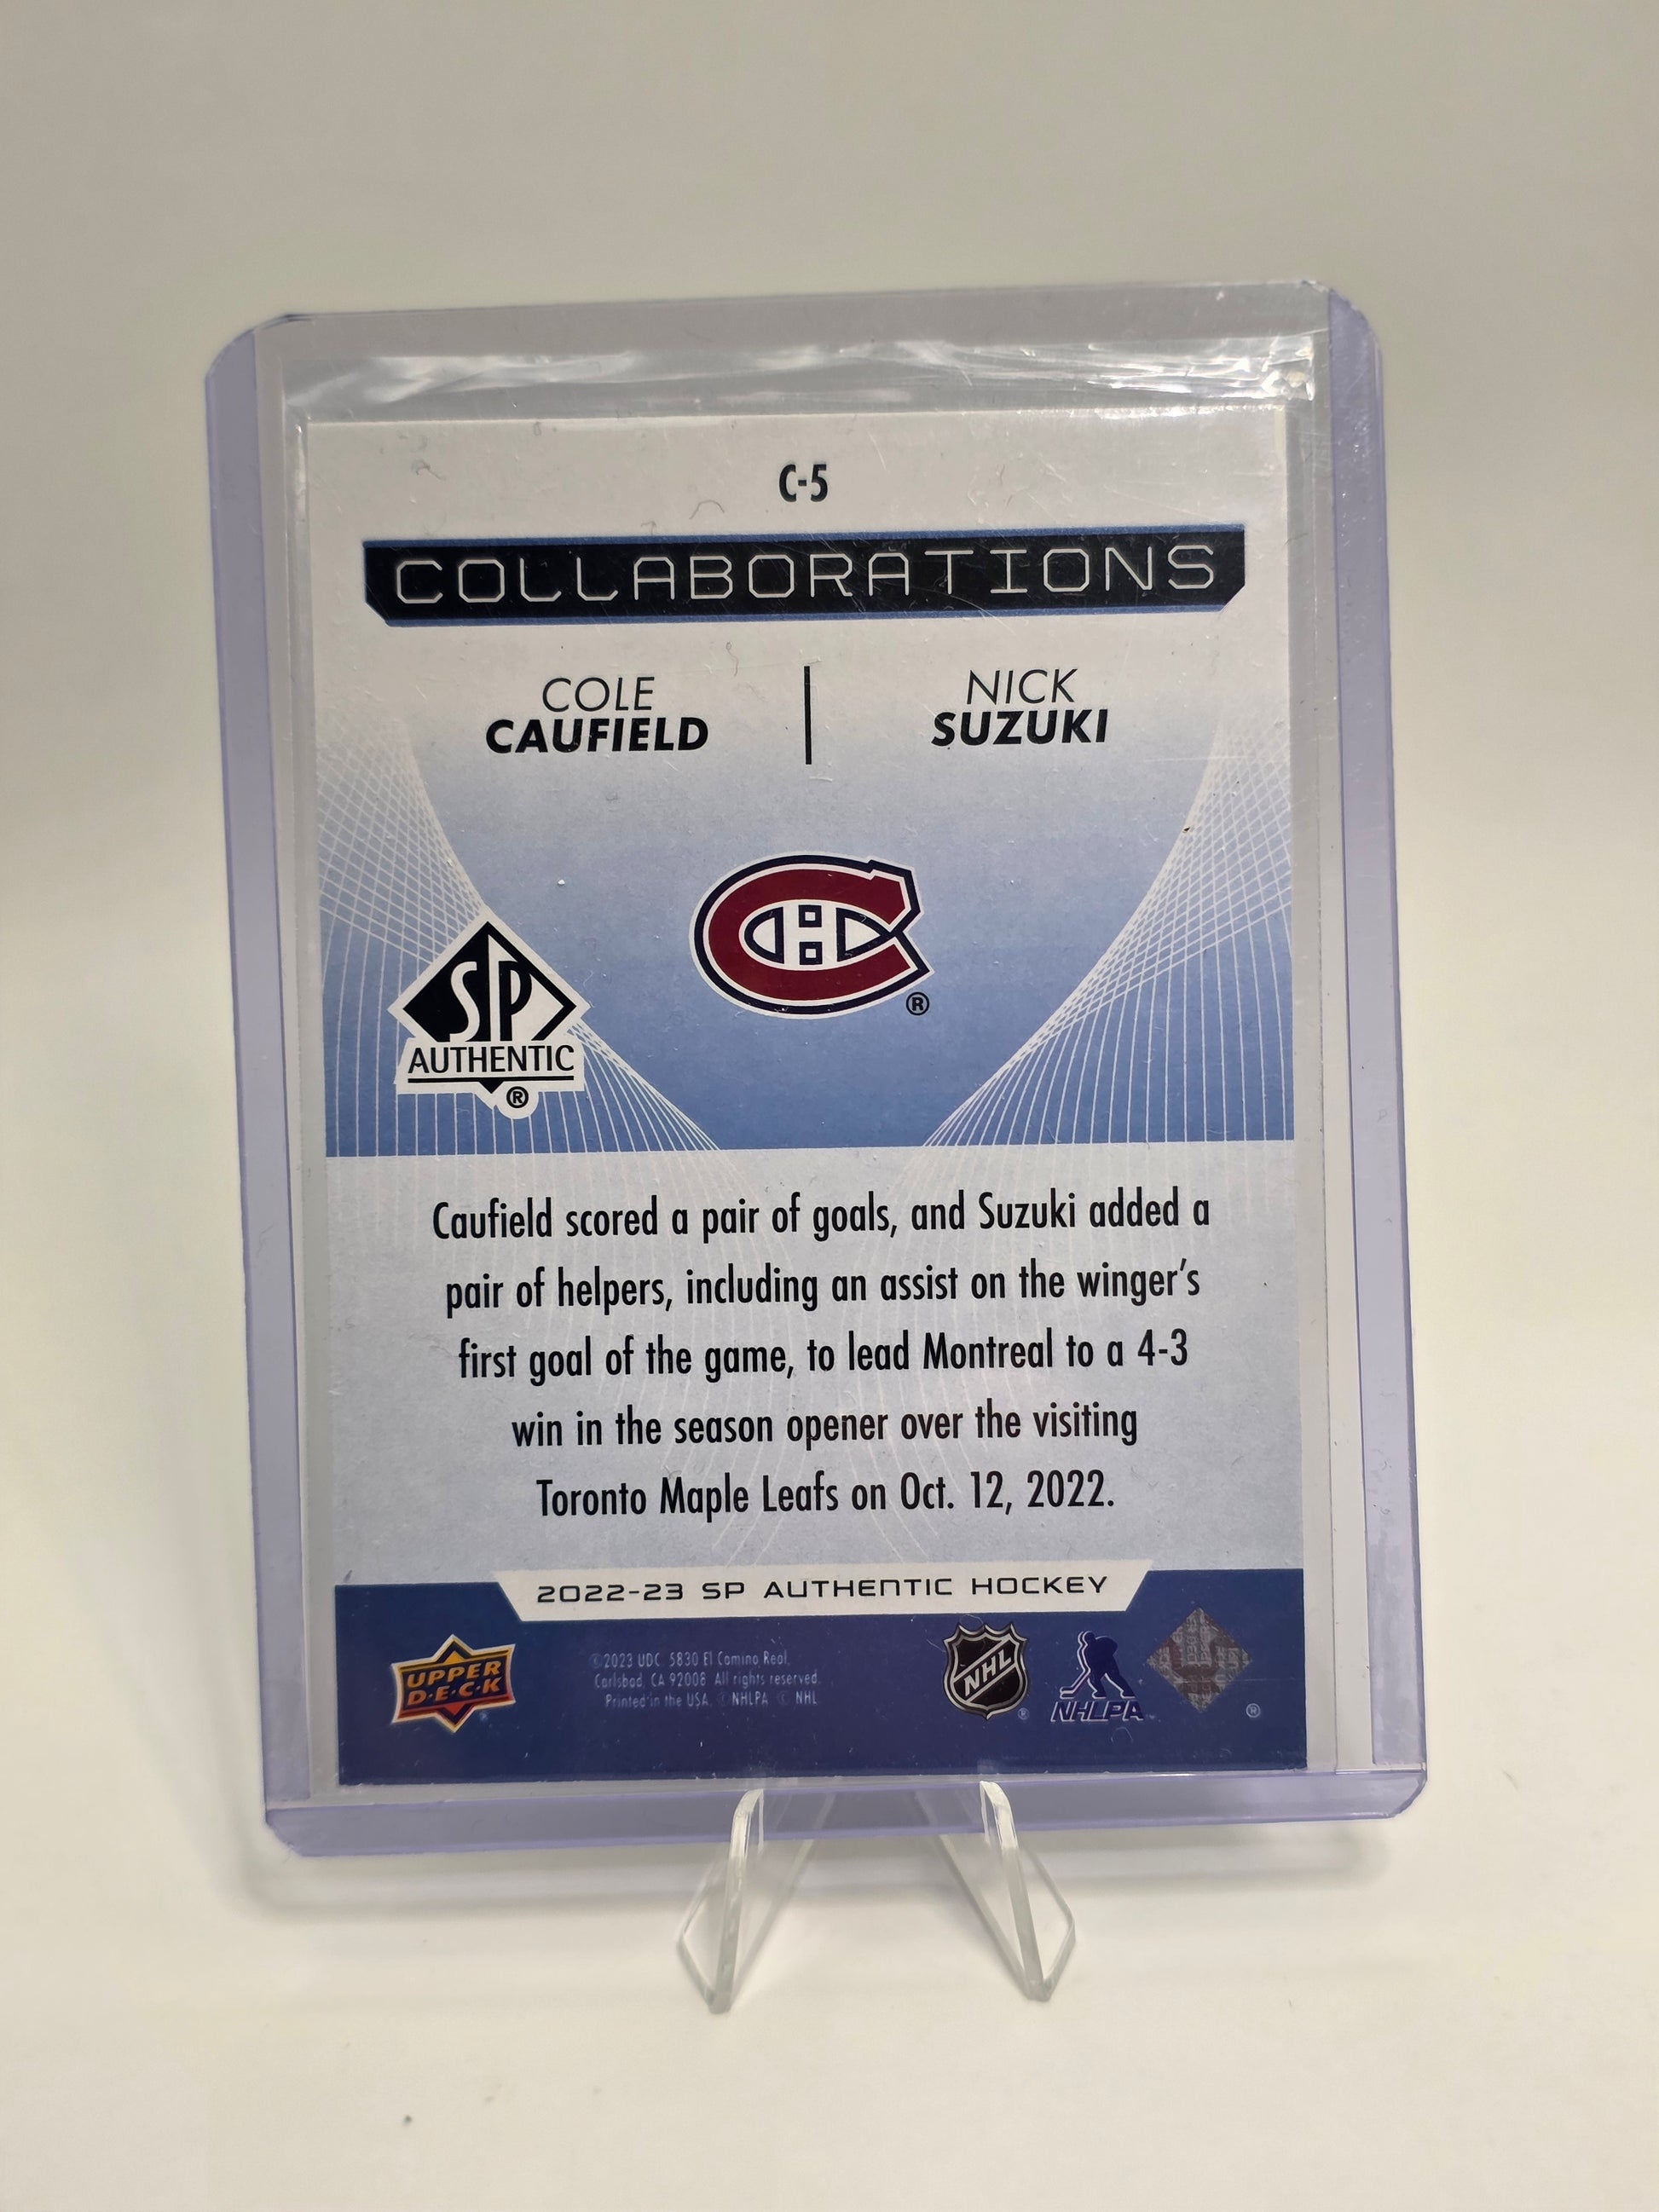 C-5
COLLABORATIONS
COLE
CAUFIELD
NICK
SUZUKI
SP
AUTHENTIC
®
®
Caufield scored a pair of goals, and Suzuki added a
pair of helpers, including an assist on the winger's
first goal of the game, to lead Montreal to a 4-3
win in the season opener over the visiting
Toronto Maple Leafs on Oct. 12, 2022.
2022-23 SP AUTHENTIC HOCKEY
UPPER
D•E•C•K
©2023 UDC. 5830 El Camino Real,
Carlsbad, CA 92008. All rights reserved.
Printed in the USA. © NHLPA © NHL
NHL
®
NHLPA
®